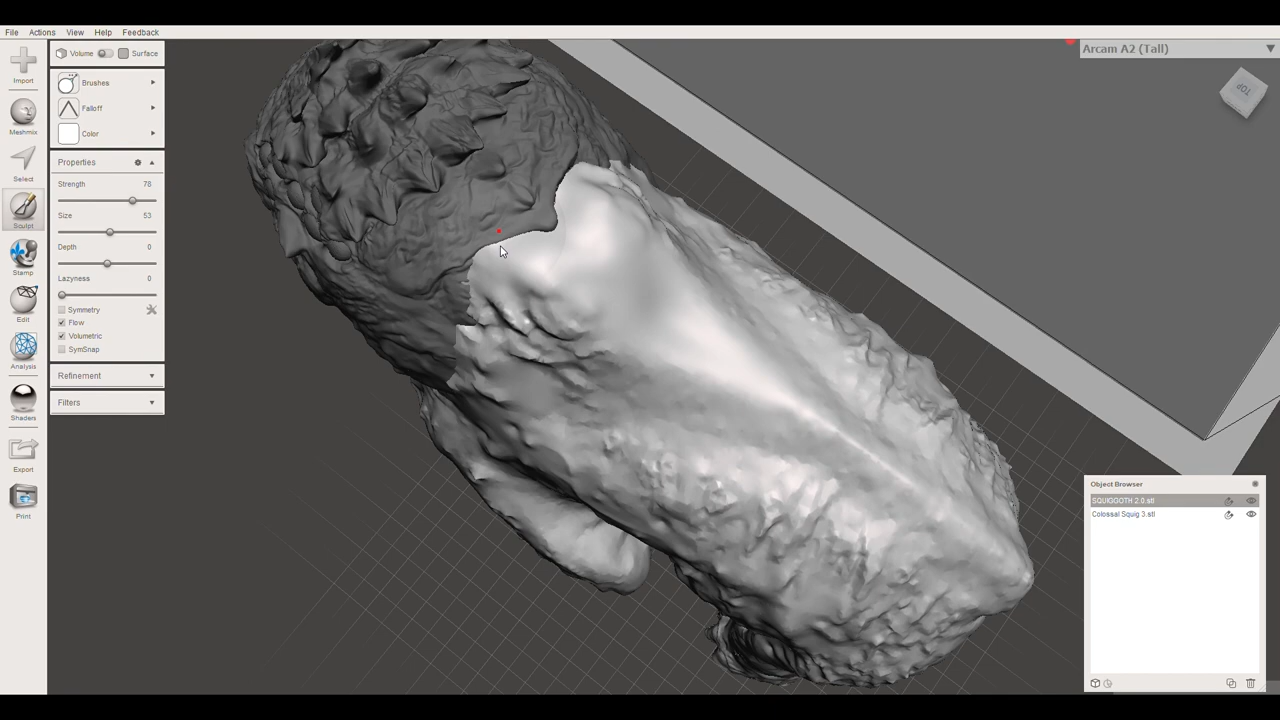 File Actions View Help Feedback
Import
Meshmix
Select
Sculpt
Stamp
Edit
Analysis
Shaders
Export
Print
Volume Surface
Brushes
Falloff
Color
Properties
Strength 78
Size 53
Depth 0
Lazyness 0
Symmetry
Flow
Volumetric
SymSnap
Refinement
Filters
Arcam A2 (Tall)
TOP
Object Browser
SQUIGGOTH 2.0.stl
Colossal Squig 3.stl